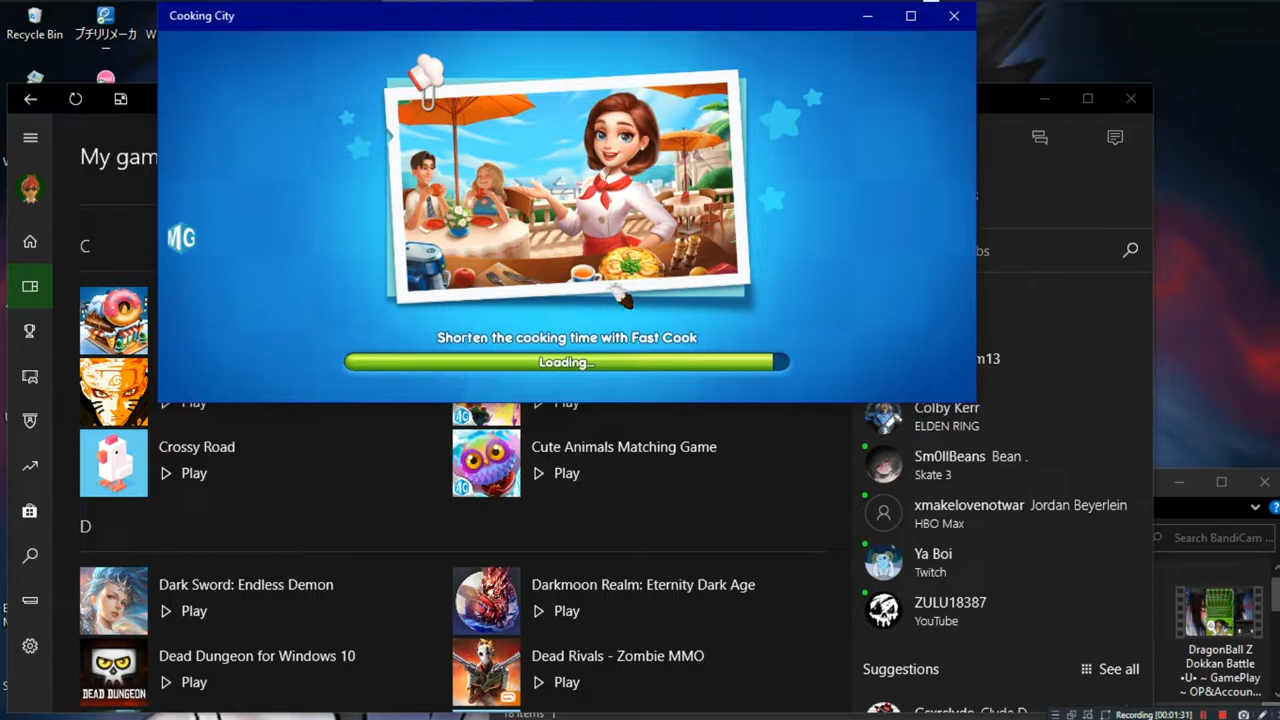 Recycle Bin
プチリメーカ
W
Cooking City
My gam
C
MG
Shorten the cooking time with Fast Cook
Loading...
bs
m13
Play
Play
Crossy Road
Play
Cute Animals Matching Game
Play
D
Dark Sword: Endless Demon
Play
Darkmoon Realm: Eternity Dark Age
Play
Dead Dungeon for Windows 10
Play
DEAD DUNGEON
Dead Rivals - Zombie MMO
Play
Colby Kerr
ELDEN RING
Sm0llBeans Bean .
Skate 3
xmakelovenotwar Jordan Beyerlein
HBO Max
Ya Boi
Twitch
ZULU18387
YouTube
Suggestions
See all
Search BandiCam ...
DragonBall Z
Dokkan Battle
•U• ~ GamePlay
~ OP&Accoun...
18 items
Recording [00:01:31]